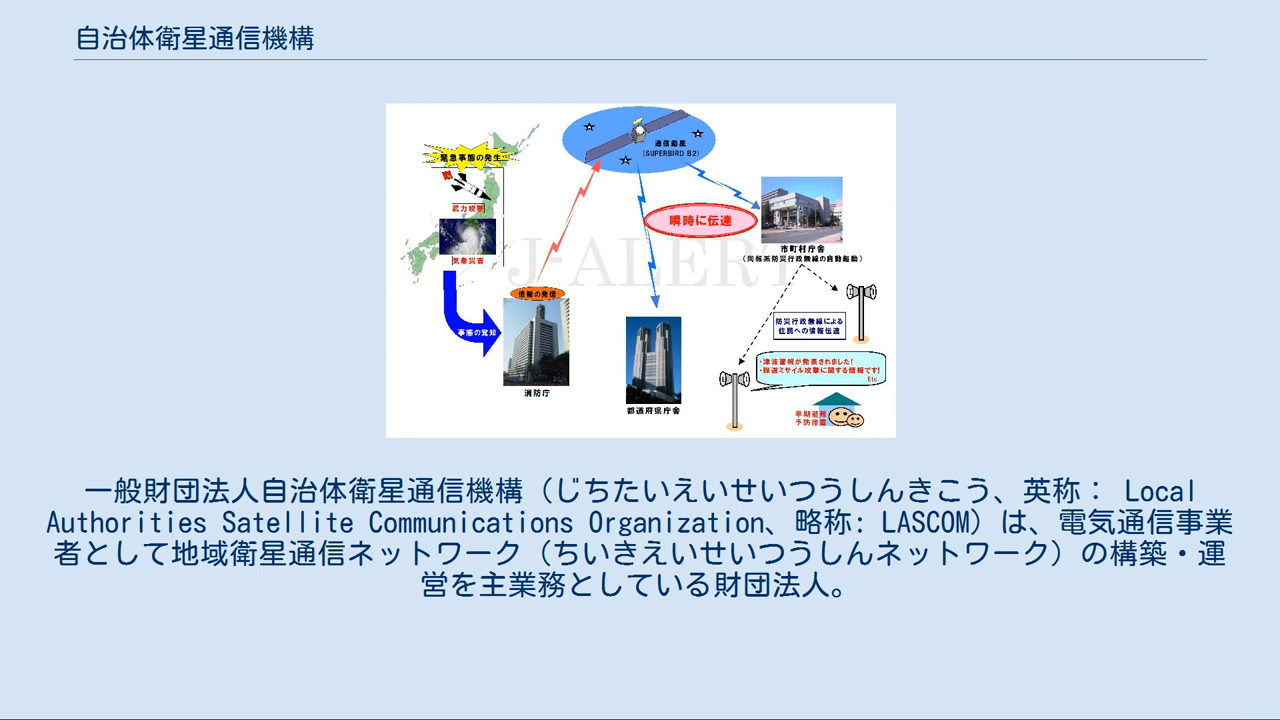 自治体衛星通信機構
緊急事態の発生
武力攻撃
気象災害
事態の覚知
情報の発信
消防庁
通信衛星
(SUPERBIRD B2)
瞬時に伝達
J-ALERT
都道府県庁舎
市町村庁舎
(同報系防災行政無線の自動起動)
防災行政無線による
住民への情報伝達
・津波警報が発表されました!
・弾道ミサイル攻撃に関する情報です!
Etc.
早期避難
予防措置
一般財団法人自治体衛星通信機構（じちたいえいせいつうしんきこう、英称： Local
Authorities Satellite Communications Organization、略称: LASCOM）は、電気通信事業
者として地域衛星通信ネットワーク（ちいきえいせいつうしんネットワーク）の構築・運
営を主業務としている財団法人。